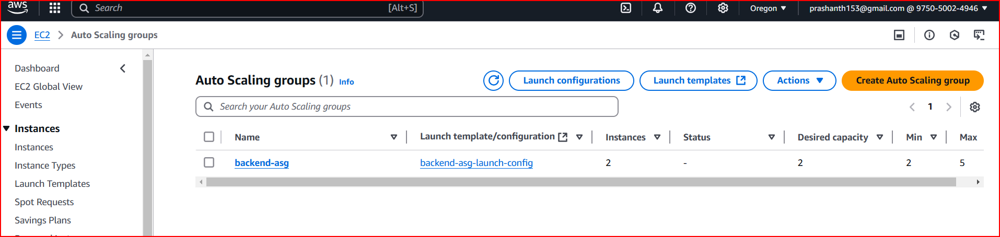 aws Search [Alt+S] Oregon prashanth153@gmail.com @ 9750-5002-4946
EC2 Auto Scaling groups
Dashboard
EC2 Global View
Events
Instances
Instances
Instance Types
Launch Templates
Spot Requests
Savings Plans
Auto Scaling groups (1) Info
Launch configurations Launch templates Actions Create Auto Scaling group
Search your Auto Scaling groups
1
Name Launch template/configuration Instances Status Desired capacity Min Max
backend-asg backend-asg-launch-config 2 - 2 2 5